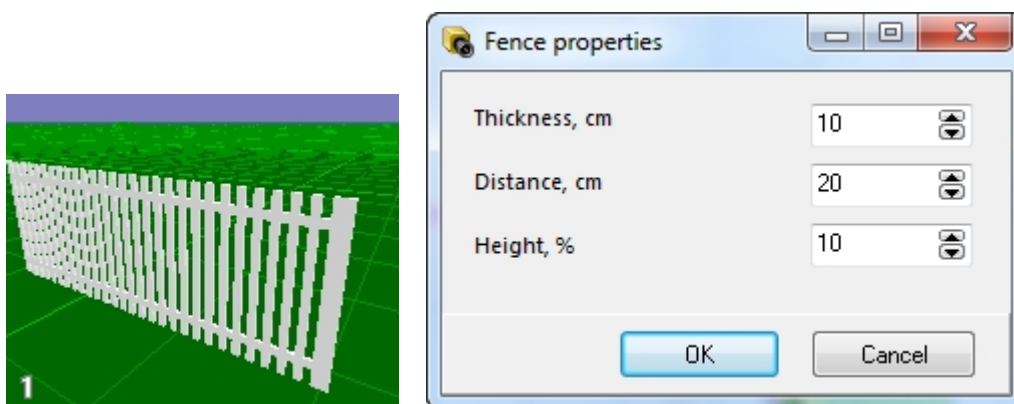 Fence properties
Thickness, cm 10
Distance, cm 20
Height, % 10
OK Cancel
1